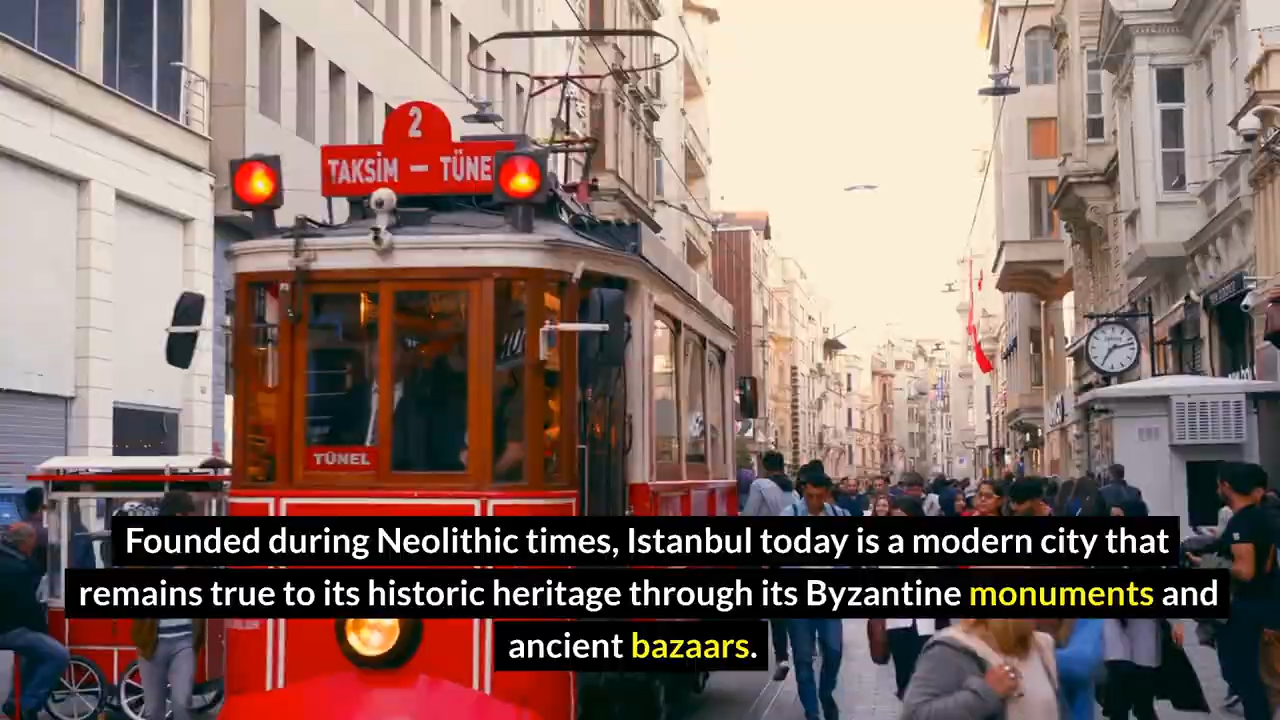 2
TAKSİM — TÜNE
TÜNEL
Founded during Neolithic times, Istanbul today is a modern city that
remains true to its historic heritage through its Byzantine monuments and
ancient bazaars.